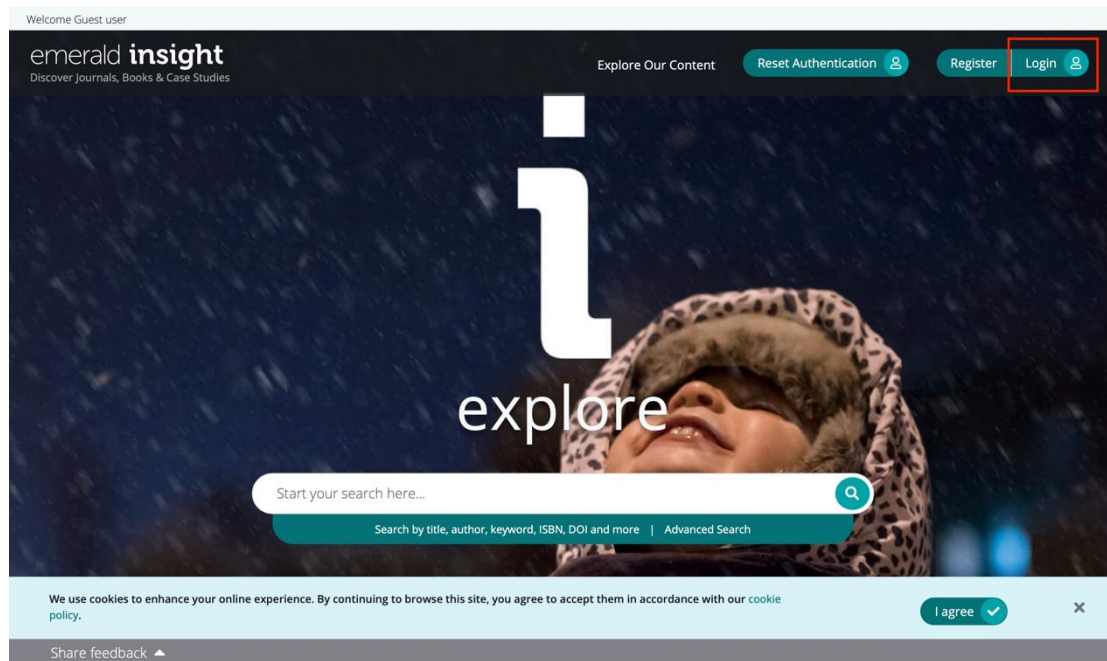 Welcome Guest user
emerald insight
Discover Journals, Books & Case Studies
Explore Our Content
Reset Authentication
Register
Login
i
explore
Start your search here...
Search by title, author, keyword, ISBN, DOI and more | Advanced Search
We use cookies to enhance your online experience. By continuing to browse this site, you agree to accept them in accordance with our cookie
policy.
I agree
Share feedback